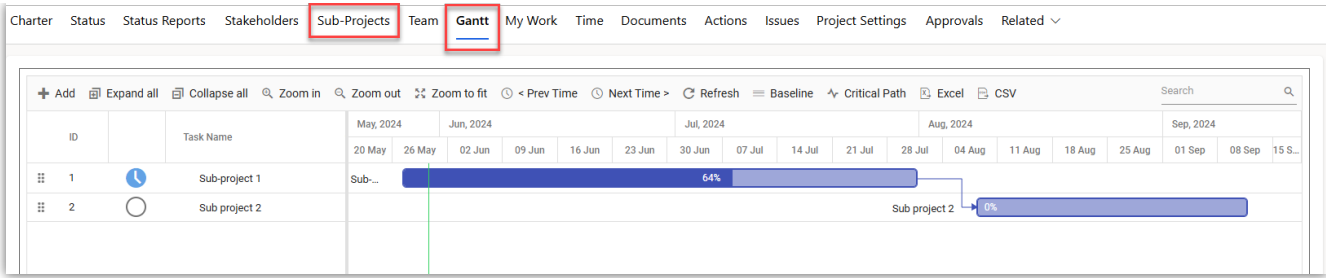 Charter Status Status Reports Stakeholders Sub-Projects Team Gantt My Work Time Documents Actions Issues Project Settings Approvals Related
Add Expand all Collapse all Zoom in Zoom out Zoom to fit < Prev Time Next Time > Refresh Baseline Critical Path Excel CSV Search
ID Task Name May, 2024 Jun, 2024 Jul, 2024 Aug, 2024 Sep, 2024
20 May 26 May 02 Jun 09 Jun 16 Jun 23 Jun 30 Jun 07 Jul 14 Jul 21 Jul 28 Jul 04 Aug 11 Aug 18 Aug 25 Aug 01 Sep 08 Sep 15 S...
1 Sub-project 1 Sub-... 64%
2 Sub project 2 Sub project 2 0%